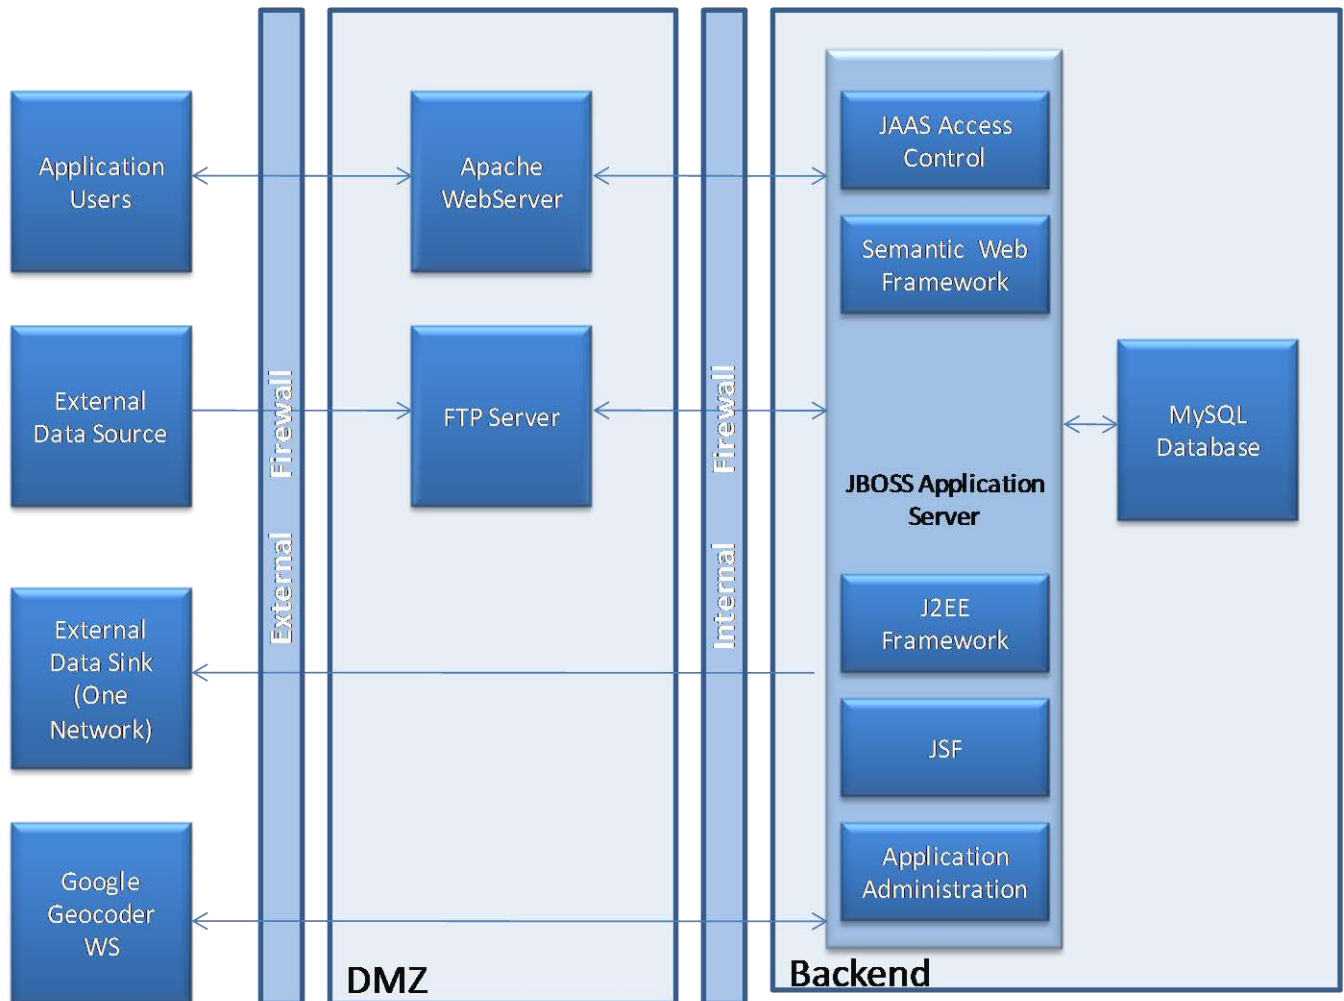 Application
Users
External
Data Source
External
Data Sink
(One
Network)
Google
Geocoder
WS
External Firewall
Apache
WebServer
FTP Server
DMZ
Internal Firewall
JAAS Access
Control
Semantic Web
Framework
JBOSS Application
Server
J2EE
Framework
JSF
Application
Administration
MySQL
Database
Backend